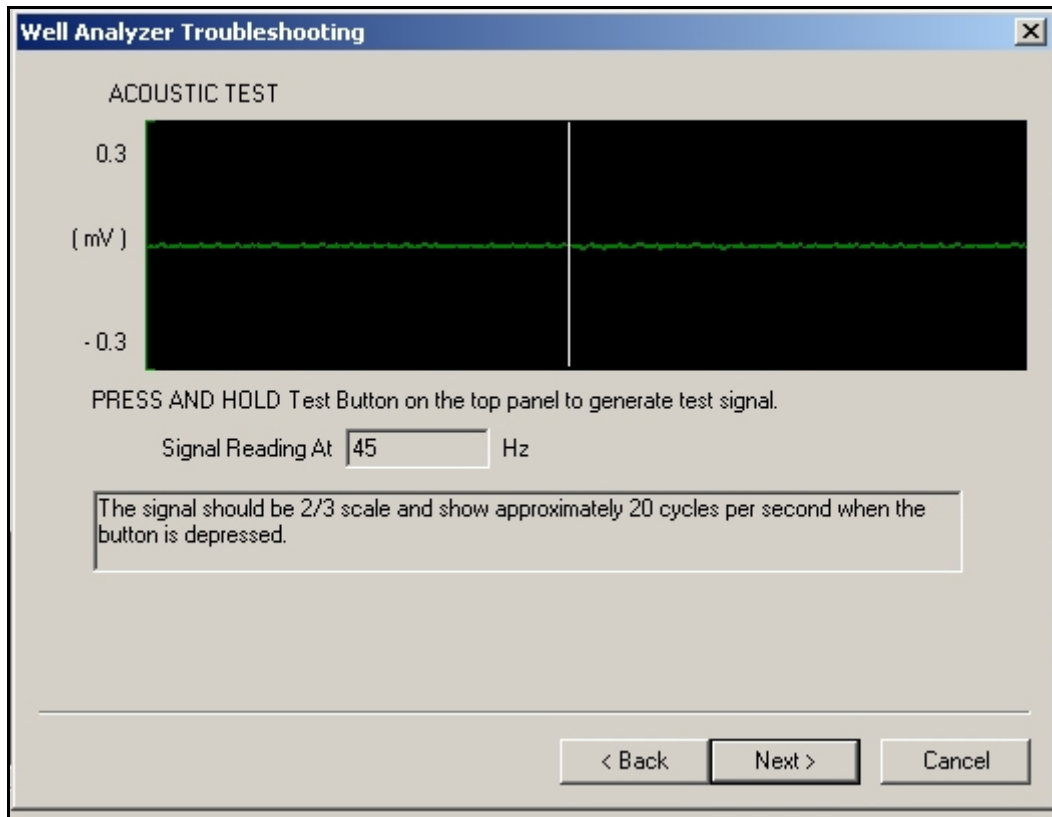 Well Analyzer Troubleshooting
ACOUSTIC TEST
0.3
( mV )
- 0.3
PRESS AND HOLD Test Button on the top panel to generate test signal.
Signal Reading At 45 Hz
The signal should be 2/3 scale and show approximately 20 cycles per second when the
button is depressed.
< Back Next > Cancel